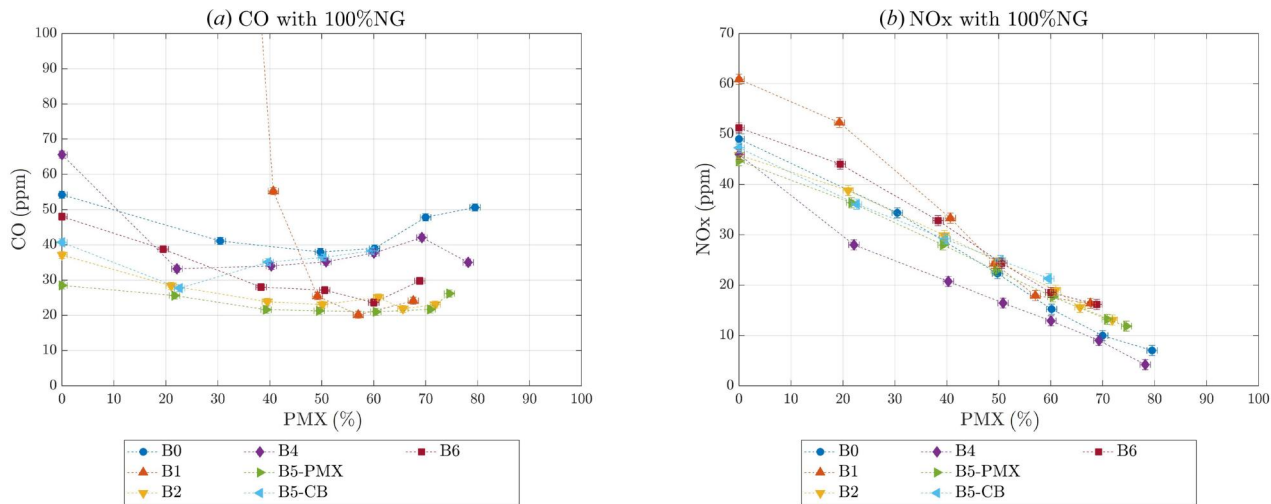 (a) CO with 100%NG
100
90
80
70
60
50
40
30
20
10
0
CO (ppm)
0 10 20 30 40 50 60 70 80 90 100
PMX (%)
B0 B4 B6
B1 B5-PMX
B2 B5-CB
(b) NOx with 100%NG
70
60
50
40
30
20
10
0
NOx (ppm)
0 10 20 30 40 50 60 70 80 90 100
PMX (%)
B0 B4 B6
B1 B5-PMX
B2 B5-CB